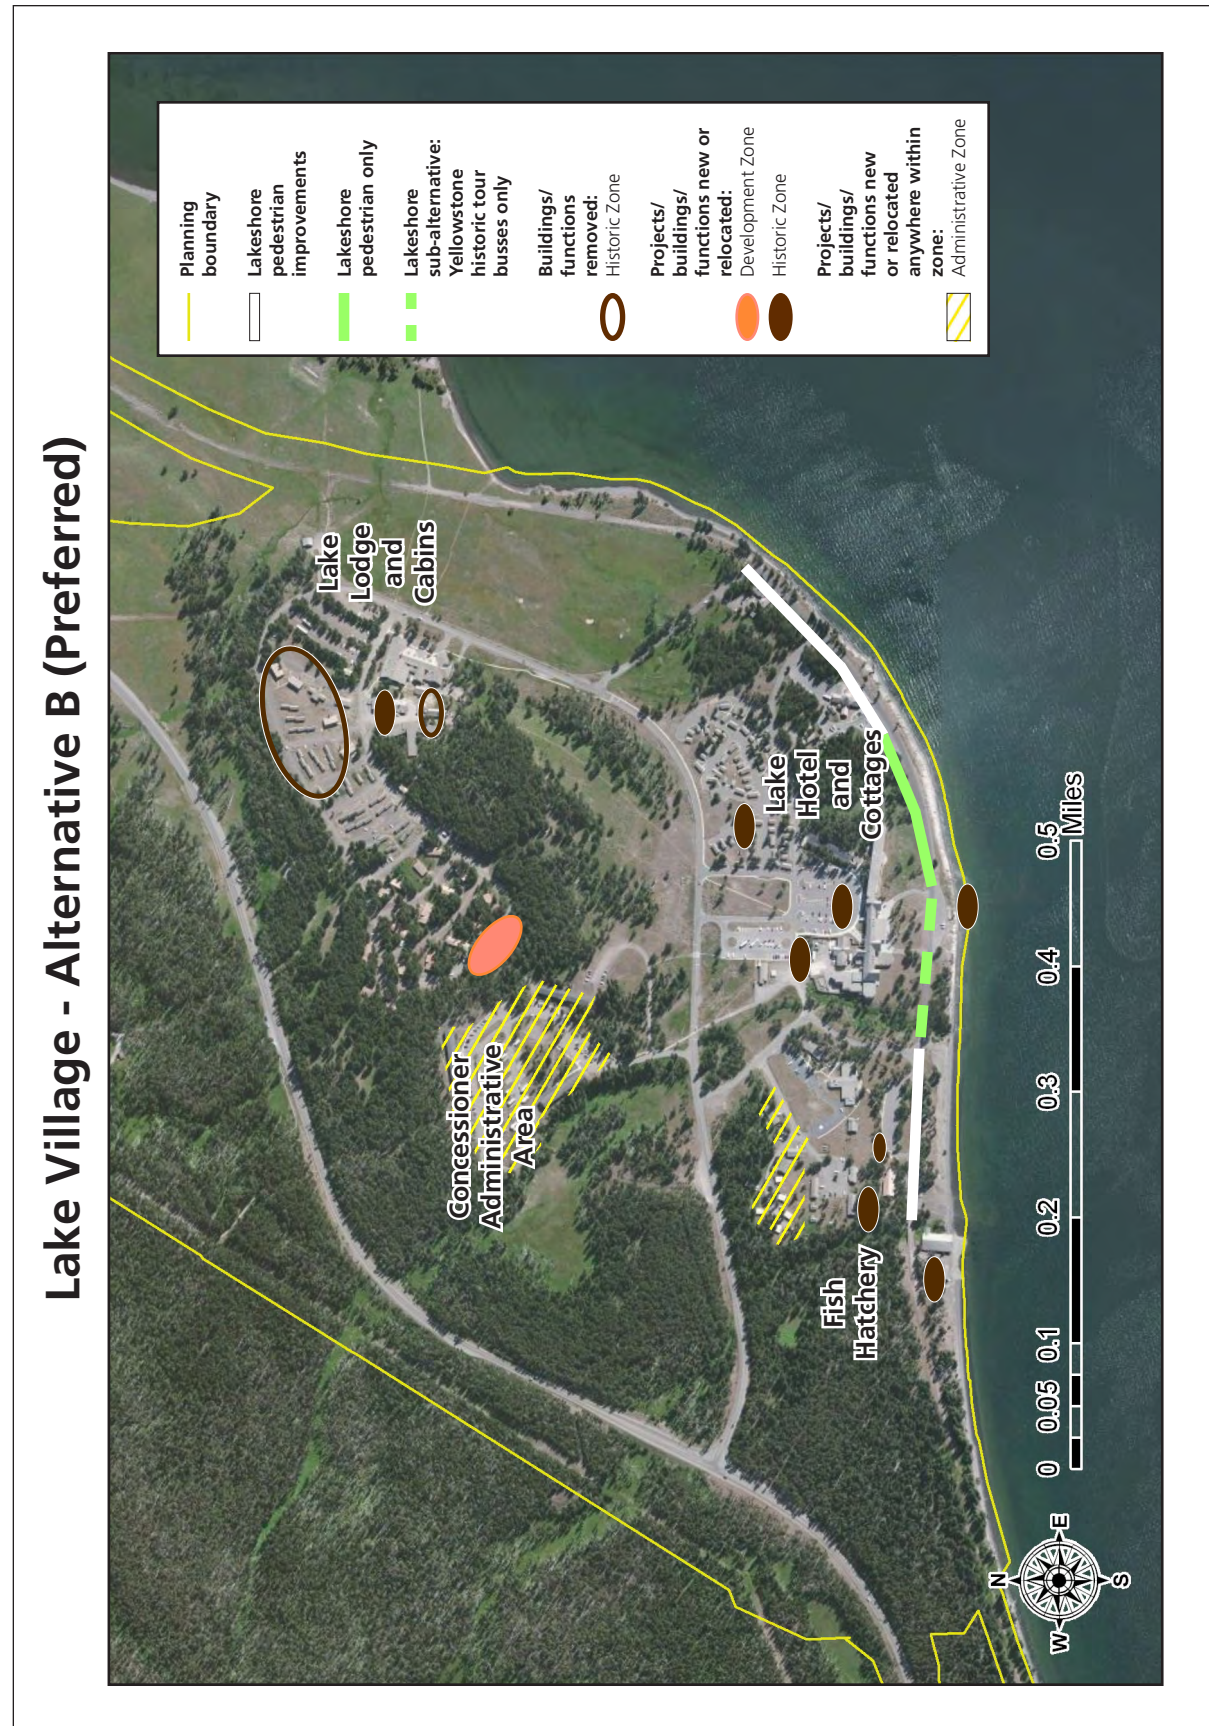 Lake Village - Alternative B (Preferred)
Planning
boundary
Lakeshore
pedestrian
improvements
Lakeshore
pedestrian only
Lakeshore
sub-alternative:
Yellowstone
historic tour
busses only
Buildings/
functions
removed:
Historic Zone
Projects/
buildings/
functions new or
relocated:
Development Zone
Historic Zone
Projects/
buildings/
functions new
or relocated
anywhere within
zone:
Administrative Zone
Lake
Lodge
and
Cabins
Concessioner
Administrative
Area
Lake
Hotel
and
Cottages
Fish
Hatchery
0 0.05 0.1 0.2 0.3 0.4 0.5
Miles
N
W E
S